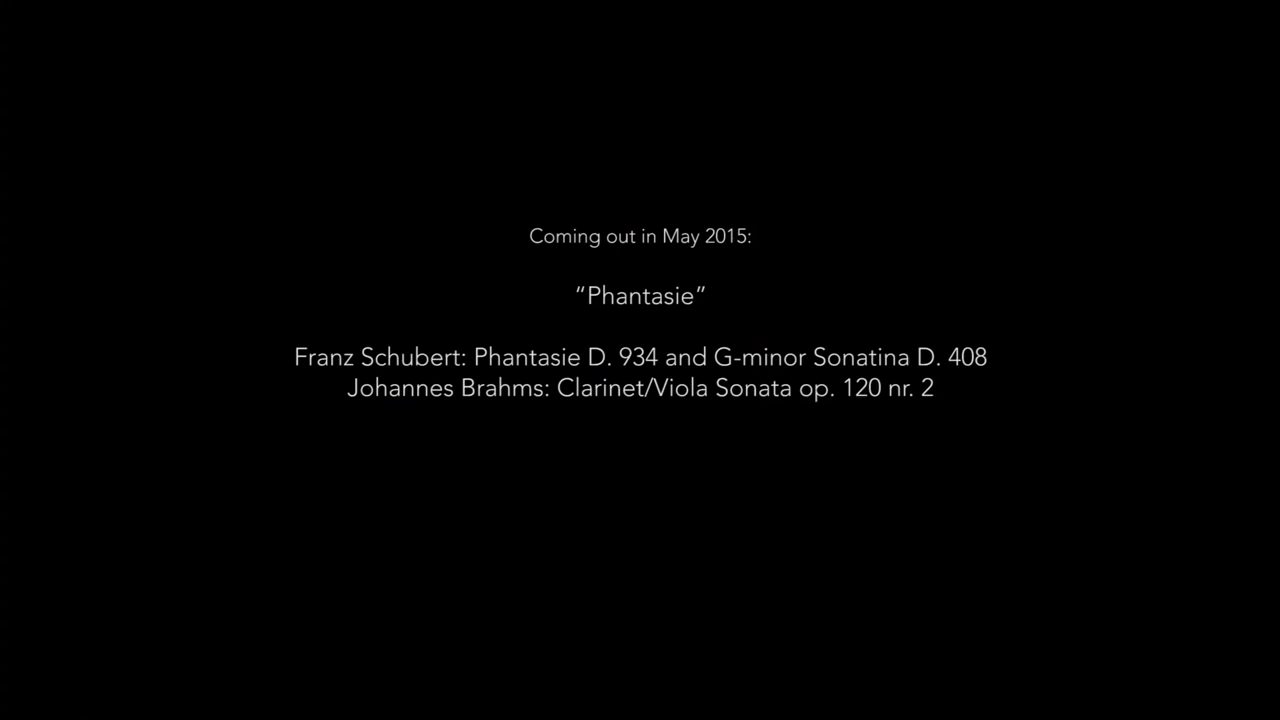 Coming out in May 2015:
“Phantasie”
Franz Schubert: Phantasie D. 934 and G-minor Sonatina D. 408
Johannes Brahms: Clarinet/Viola Sonata op. 120 nr. 2